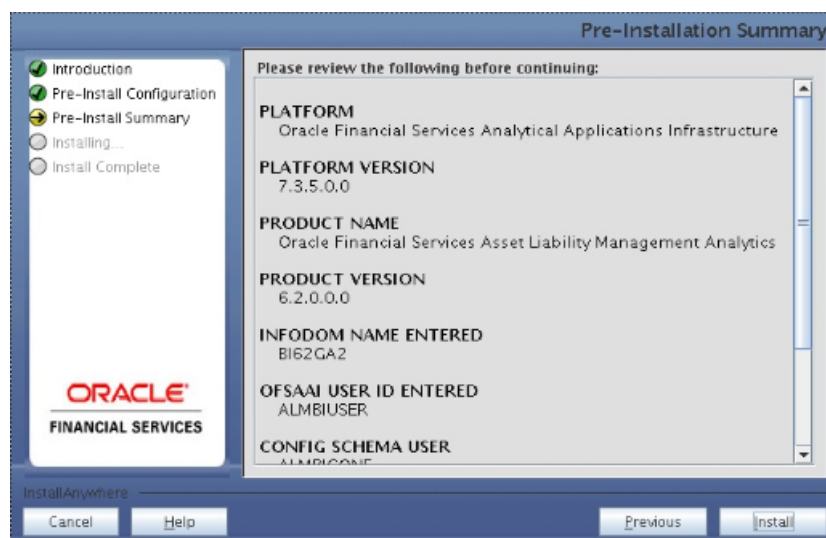 Pre-Installation Summary
Introduction
Pre-Install Configuration
Pre-Install Summary
Installing...
Install Complete
ORACLE
FINANCIAL SERVICES
Please review the following before continuing:
PLATFORM
Oracle Financial Services Analytical Applications Infrastructure
PLATFORM VERSION
7.3.5.0.0
PRODUCT NAME
Oracle Financial Services Asset Liability Management Analytics
PRODUCT VERSION
6.2.0.0.0
INFODOM NAME ENTERED
BI62GA2
OFSAAI USER ID ENTERED
ALMBIUSER
CONFIG SCHEMA USER
InstallAnywhere
Cancel
Help
Previous
Install